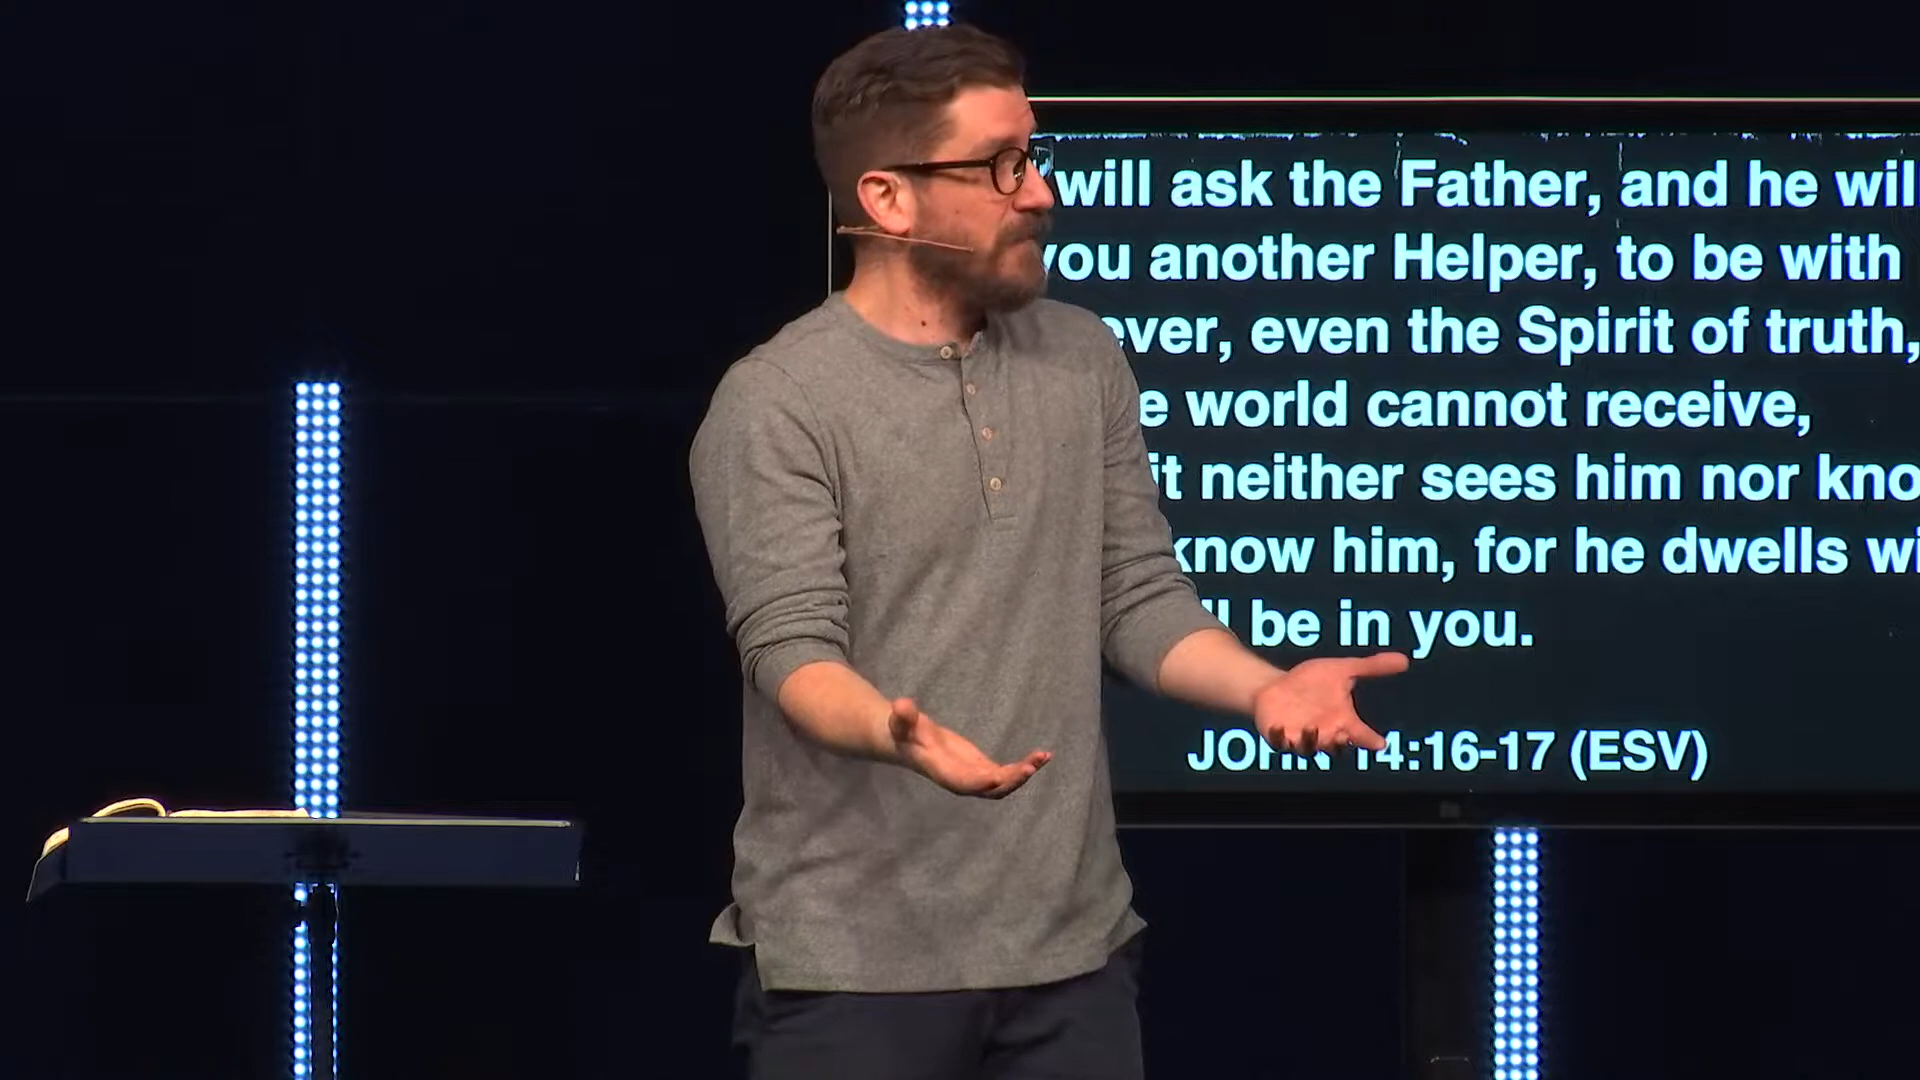 will ask the Father, and he wil
you another Helper, to be with
ever, even the Spirit of truth,
e world cannot receive,
it neither sees him nor kno
know him, for he dwells wi
be in you.
JOHN 14:16-17 (ESV)